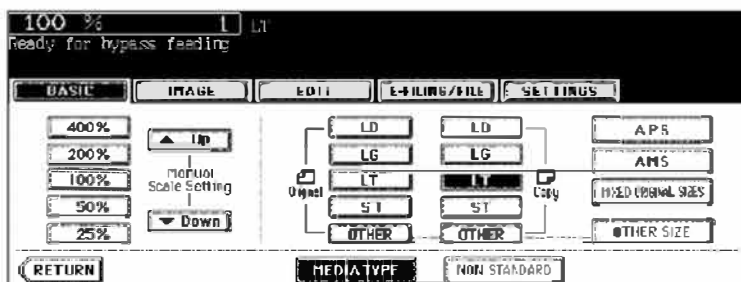 100 % 1 LT
Ready for bypass feeding
BASIC IMAGE EDIT E-FILING/FILE SETTINGS
400% Up LD LD APS
200% LG LG AMS
100% Manual Scale Setting Original LT LT Copy MIXED ORIGINAL SIZES
50% Down ST ST
25% OTHER OTHER OTHER SIZE
RETURN MEDIA TYPE NON STANDARD